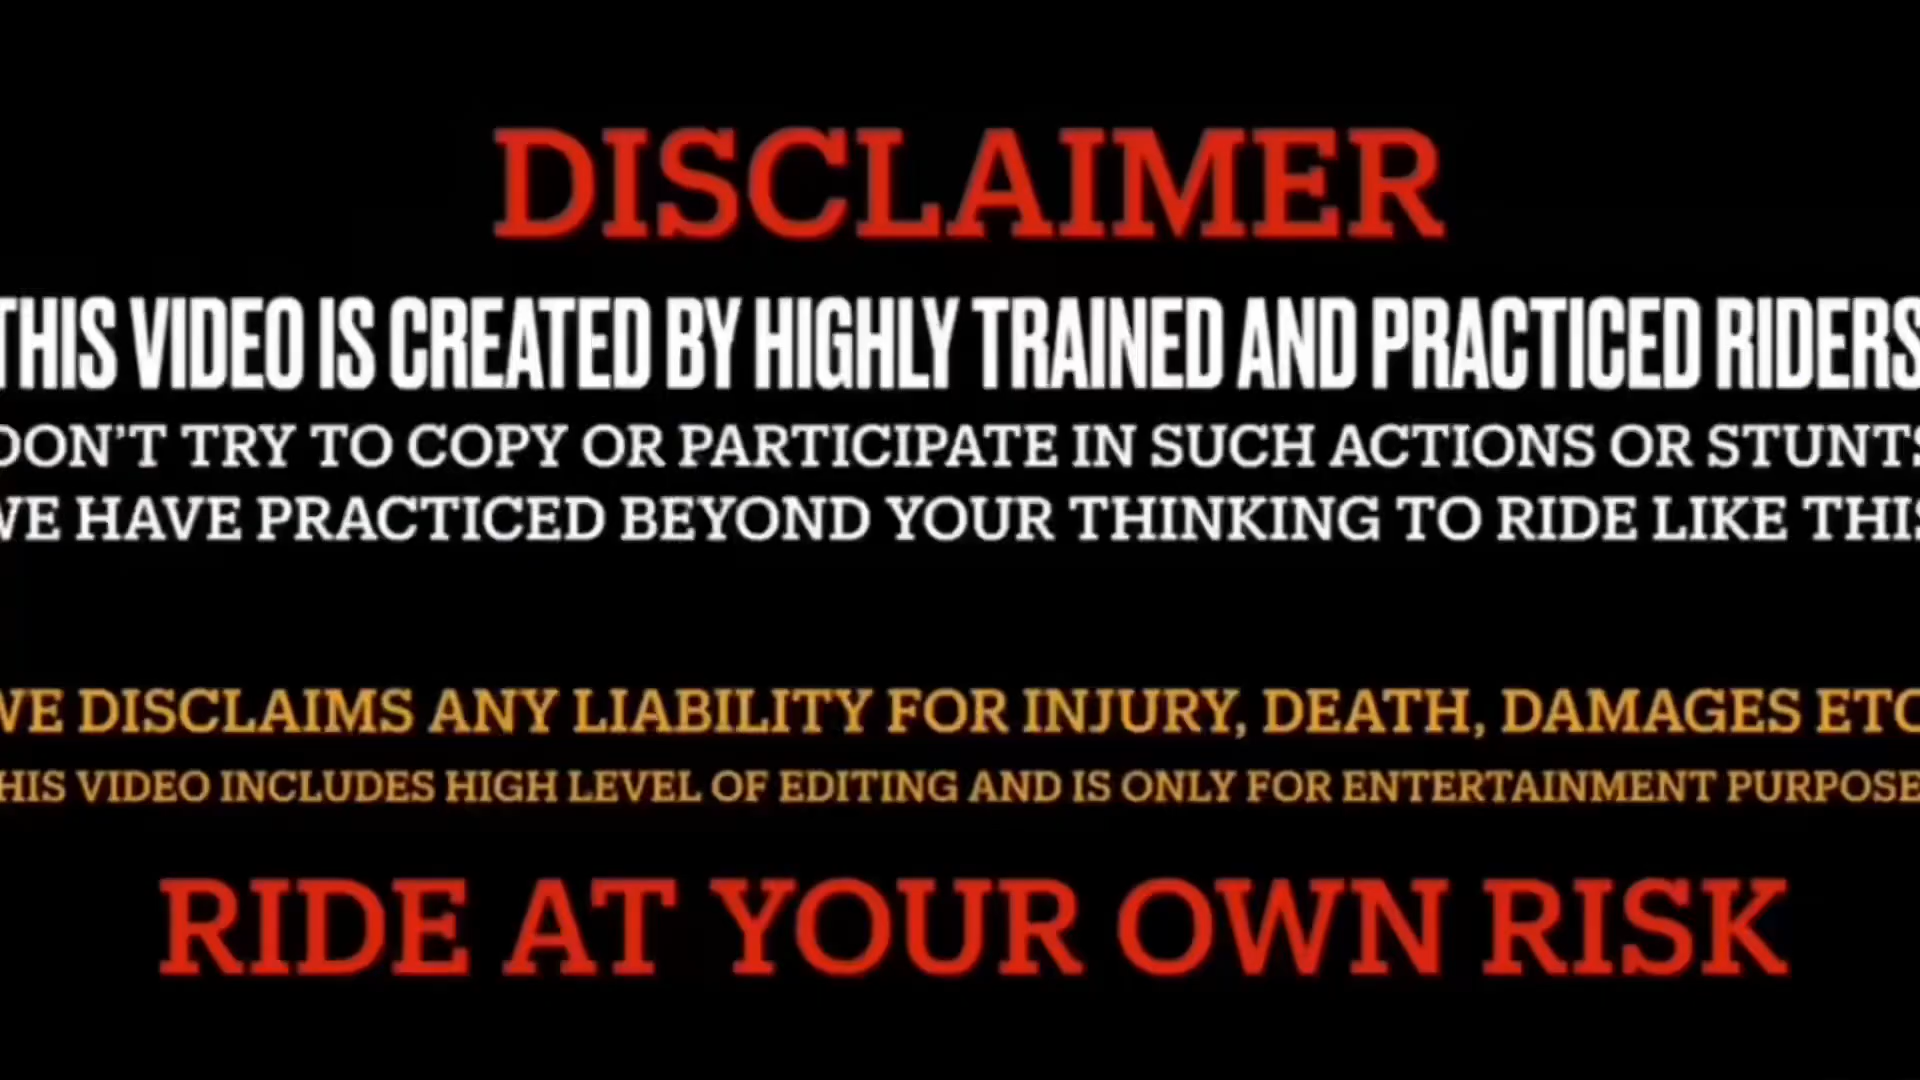 DISCLAIMER
THIS VIDEO IS CREATED BY HIGHLY TRAINED AND PRACTICED RIDERS
DON'T TRY TO COPY OR PARTICIPATE IN SUCH ACTIONS OR STUNTS
WE HAVE PRACTICED BEYOND YOUR THINKING TO RIDE LIKE THIS
WE DISCLAIMS ANY LIABILITY FOR INJURY, DEATH, DAMAGES ETC
THIS VIDEO INCLUDES HIGH LEVEL OF EDITING AND IS ONLY FOR ENTERTAINMENT PURPOSE
RIDE AT YOUR OWN RISK